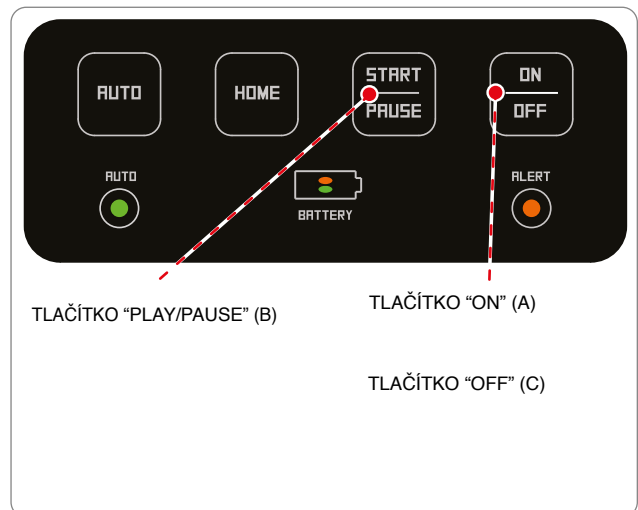 AUTO
HOME
START
PAUSE
ON
OFF
AUTO
BATTERY
ALERT
TLAČÍTKO “PLAY/PAUSE” (B)
TLAČÍTKO “ON” (A)
TLAČÍTKO “OFF” (C)